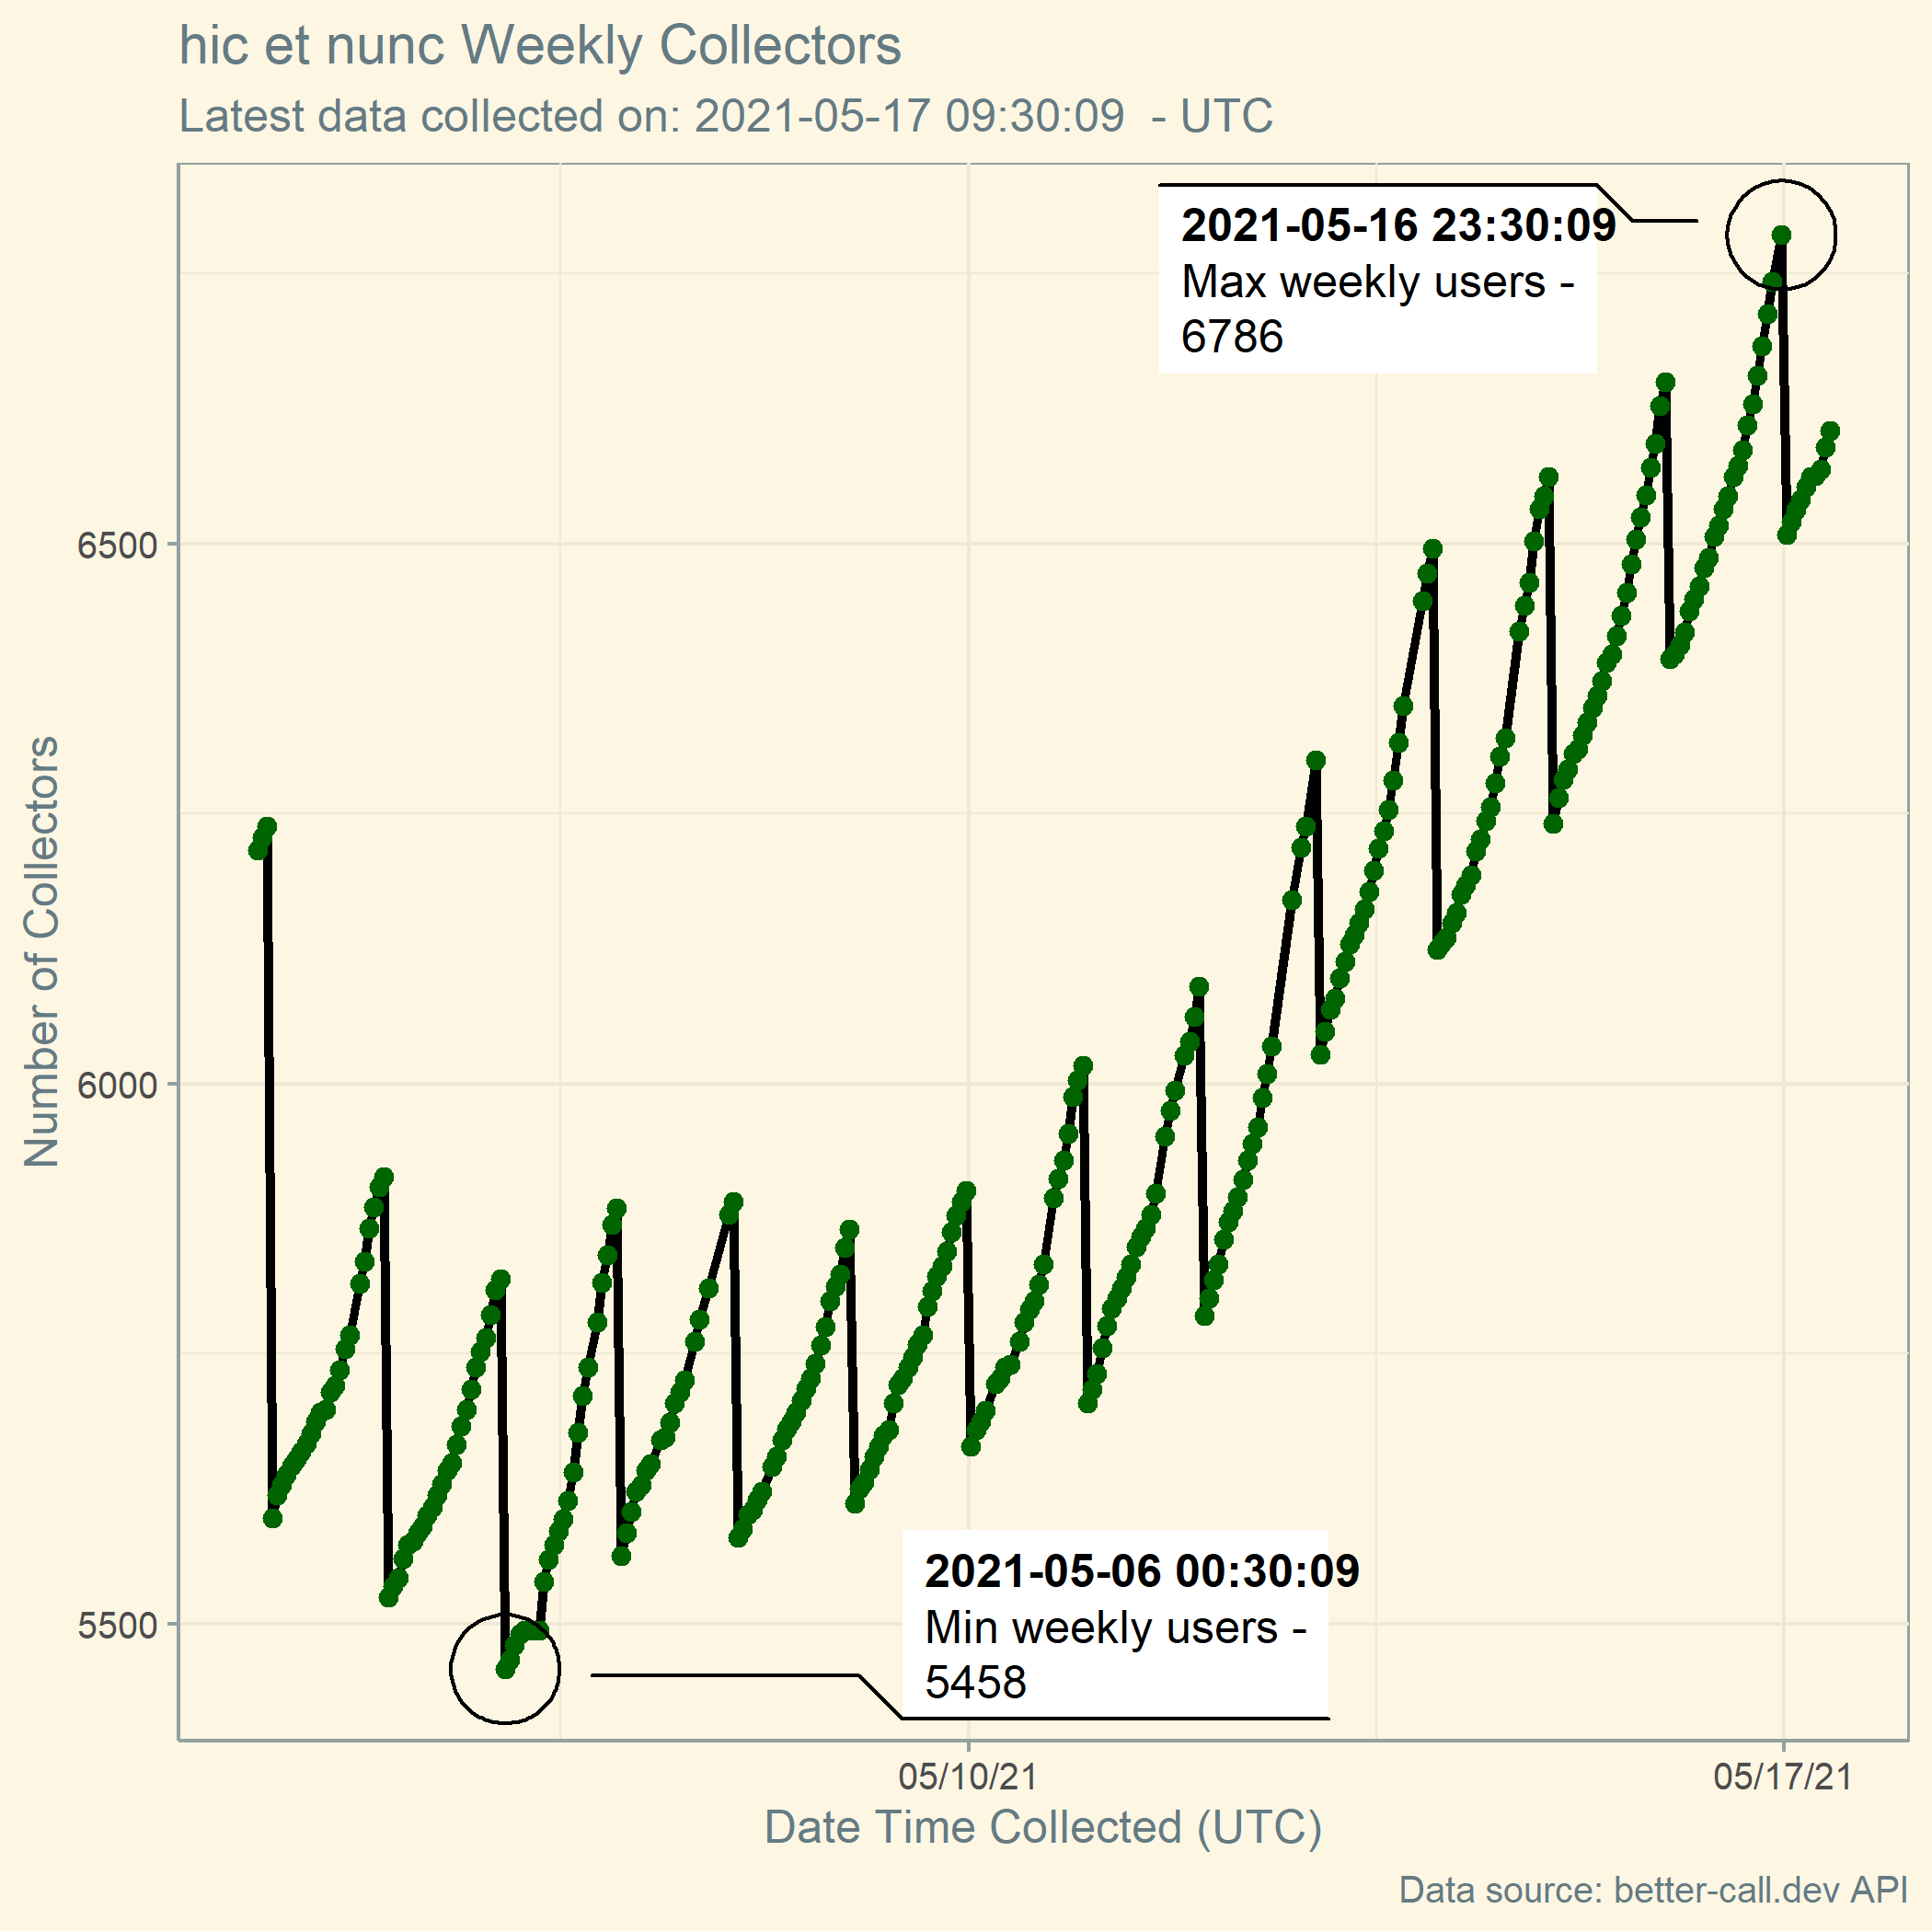 hic et nunc Weekly Collectors
Latest data collected on: 2021-05-17 09:30:09  - UTC
2021-05-16 23:30:09
Max weekly users -
6786
Number of Collectors
6500
6000
5500
2021-05-06 00:30:09
Min weekly users -
5458
05/10/21
05/17/21
Date Time Collected (UTC)
Data source: better-call.dev API